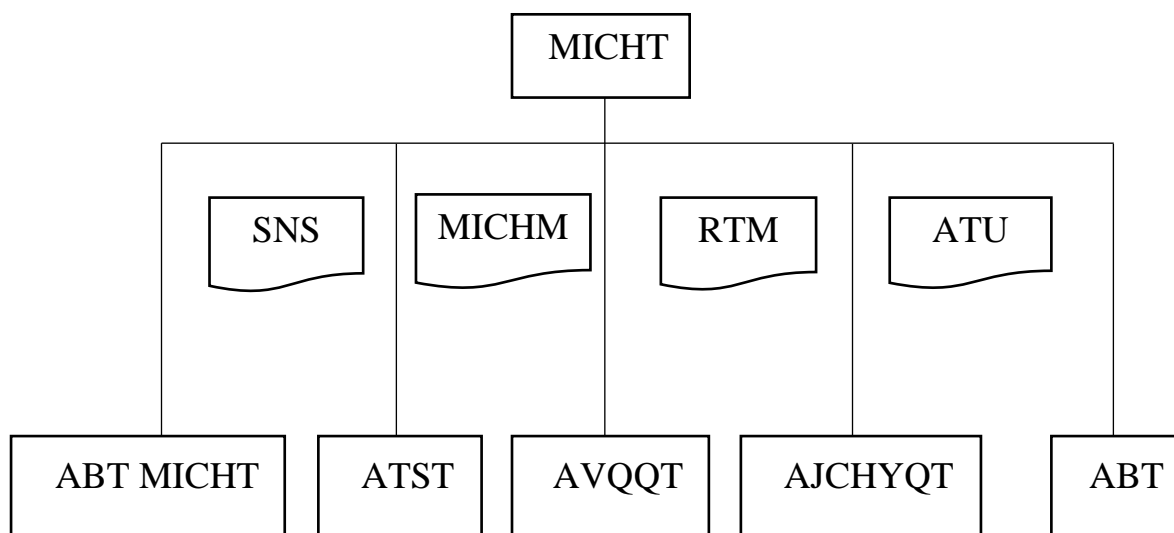 MICHT
SNS
MICHM
RTM
ATU
ABT MICHT
ATST
AVQQT
AJCHYQT
ABT